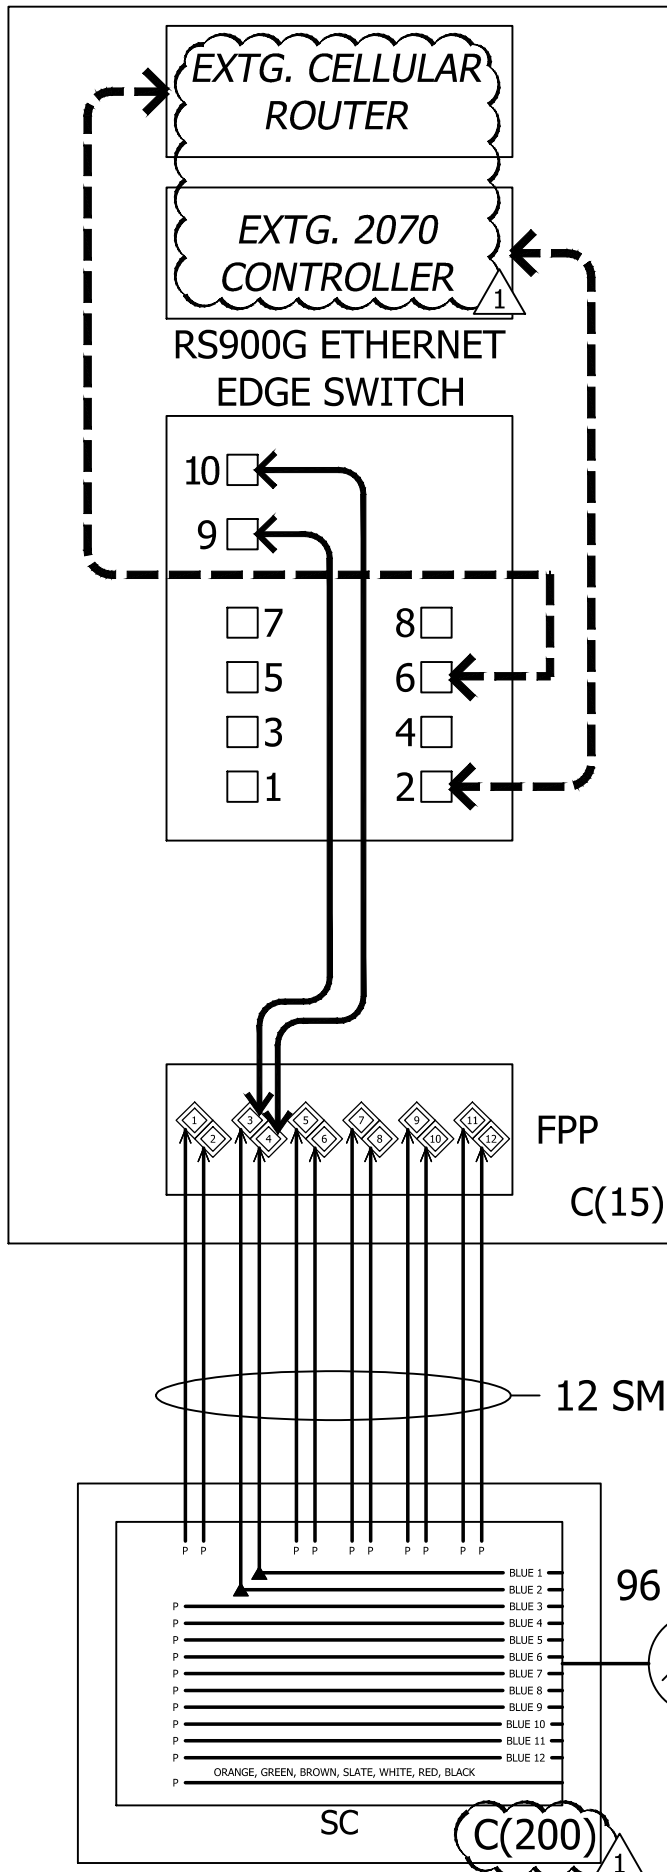 EXTG. CELLULAR
ROUTER
EXTG. 2070
CONTROLLER
1
RS900G ETHERNET
EDGE SWITCH
10
9
7 8
5 6
3 4
1 2
1 2 3 4 5 6 7 8 9 10 11 12
FPP
C(15)
12 SM
P P P P P P P P P P
BLUE 1
BLUE 2
96
P BLUE 3
P BLUE 4
P BLUE 5
P BLUE 6
P BLUE 7
P BLUE 8
P BLUE 9
P BLUE 10
P BLUE 11
P BLUE 12
ORANGE, GREEN, BROWN, SLATE, WHITE, RED, BLACK
P
SC
C(200)
1